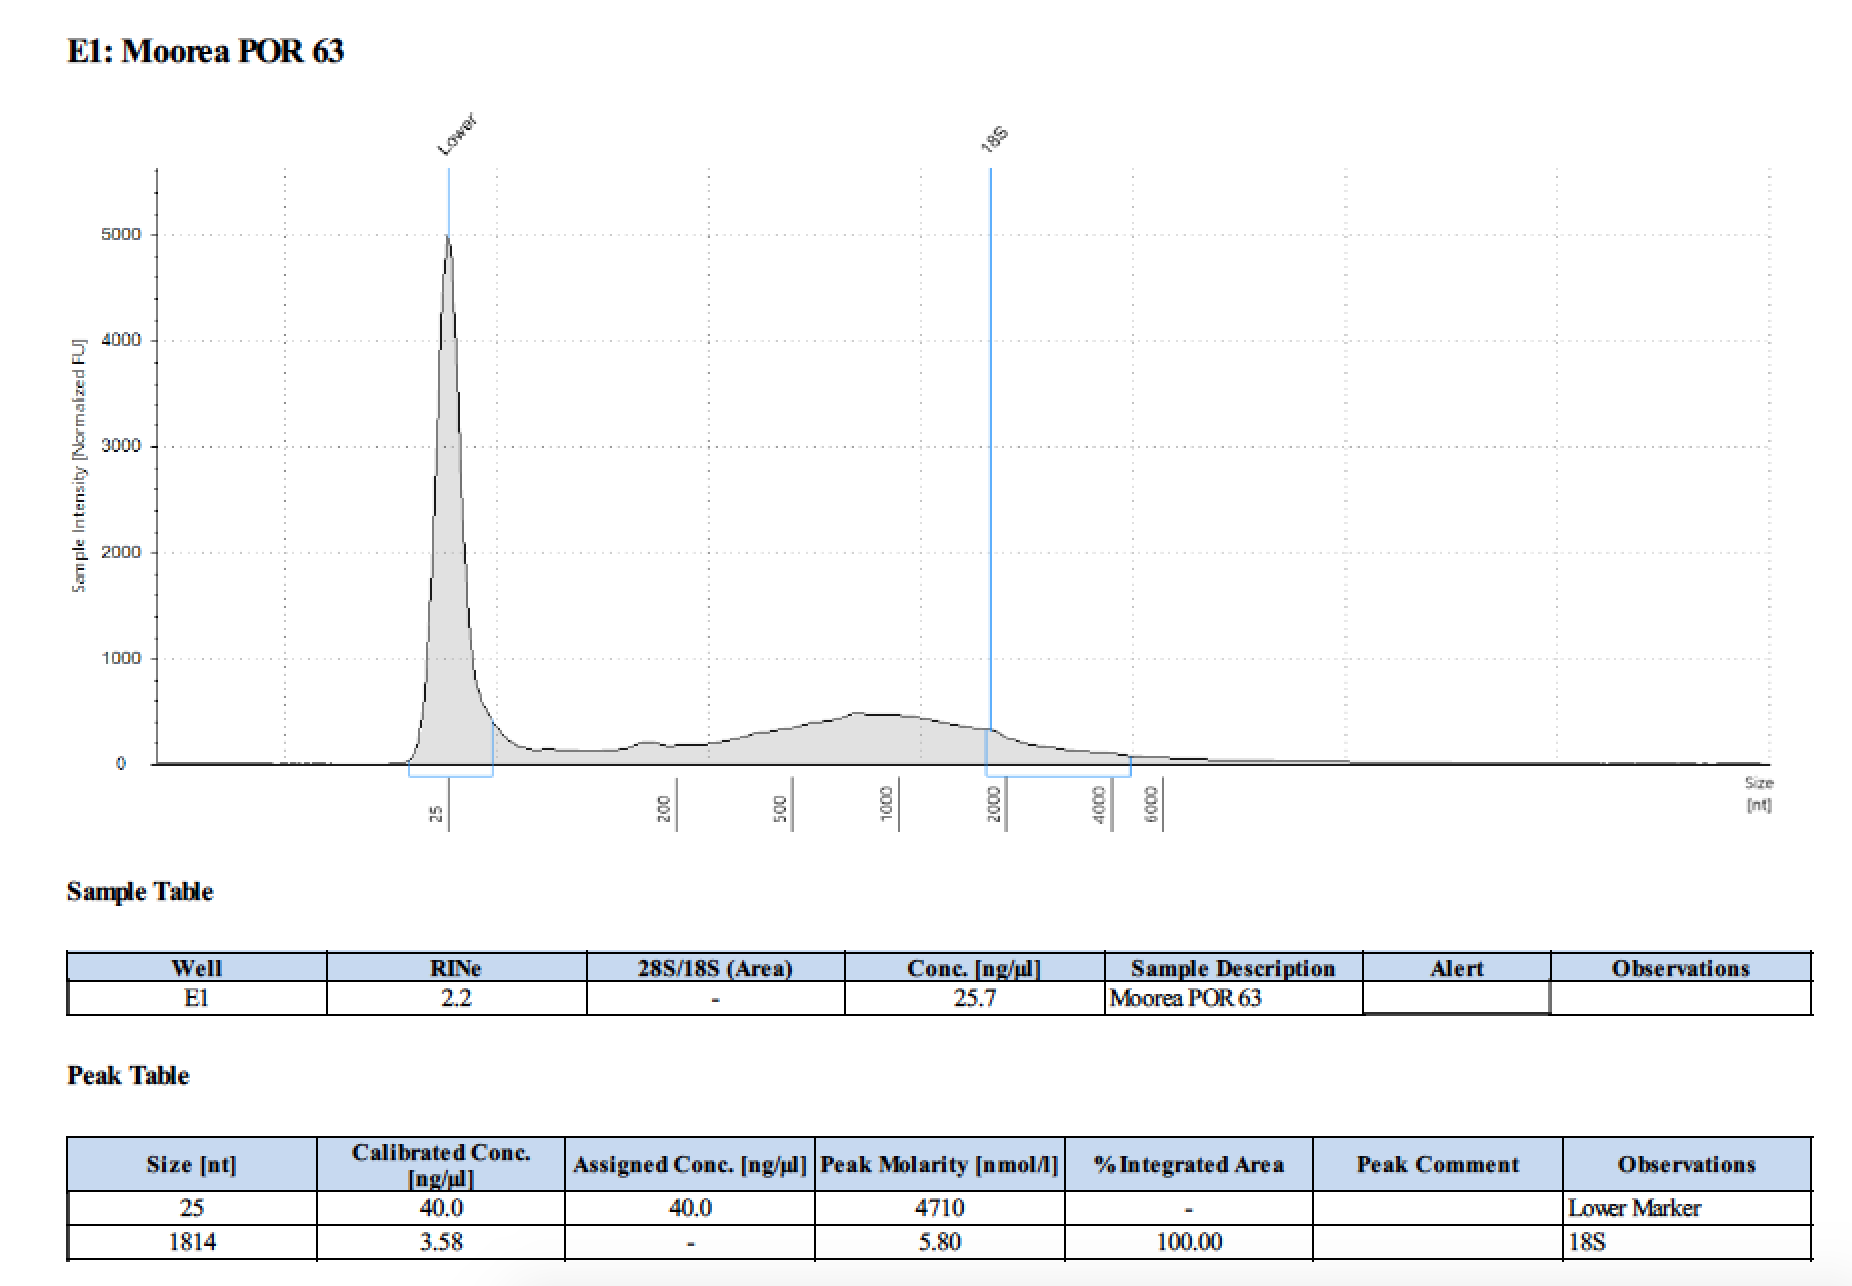 E1: Moorea POR 63
Lower
18S
Sample Intensity [Normalized FU]
5000
4000
3000
2000
1000
0
25
200
500
1000
2000
4000
6000
Size
[nt]
Sample Table
Well RINe 28S/18S (Area) Conc. [ng/µl] Sample Description Alert Observations
E1 2.2 - 25.7 Moorea POR 63
Peak Table
Size [nt] Calibrated Conc. [ng/µl] Assigned Conc. [ng/µl] Peak Molarity [nmol/l] % Integrated Area Peak Comment Observations
25 40.0 40.0 4710 - Lower Marker
1814 3.58 - 5.80 100.00 18S